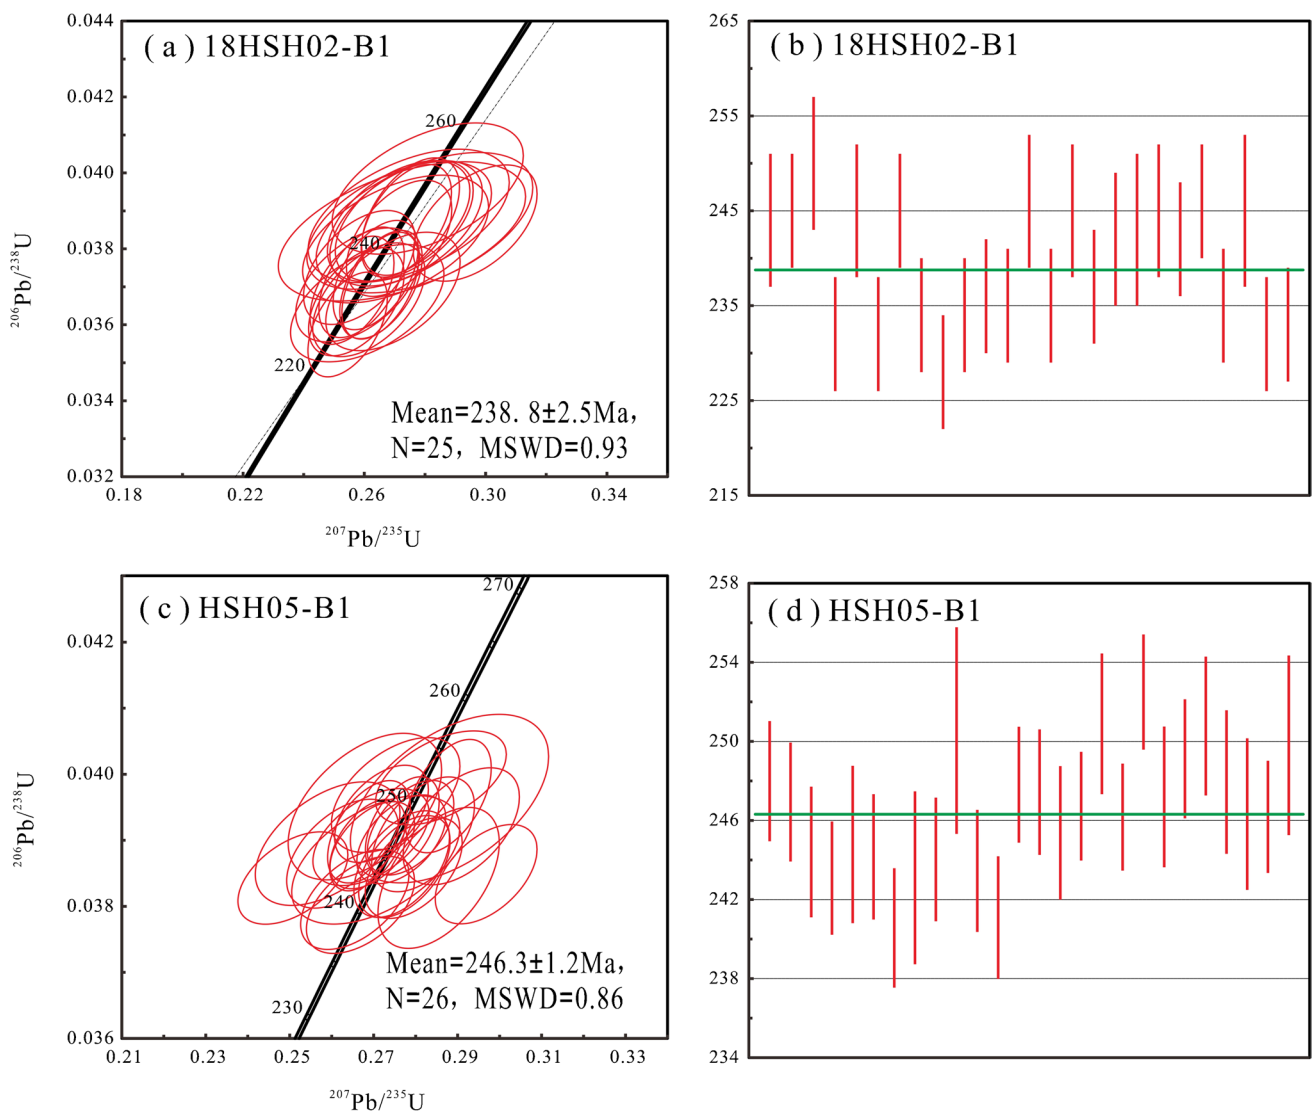 (a) 18HSH02-B1
0.044
0.042
0.040
0.038
0.036
0.034
0.032
²⁰⁶Pb/²³⁸U
260
240
220
Mean=238. 8±2.5Ma,
N=25, MSWD=0.93
0.18 0.22 0.26 0.30 0.34
²⁰⁷Pb/²³⁵U
(b) 18HSH02-B1
265
255
245
235
225
215
(c) HSH05-B1
0.042
0.040
0.038
0.036
²⁰⁶Pb/²³⁸U
270
260
250
240
230
Mean=246.3±1.2Ma,
N=26, MSWD=0.86
0.21 0.23 0.25 0.27 0.29 0.31 0.33
²⁰⁷Pb/²³⁵U
(d) HSH05-B1
258
254
250
246
242
238
234